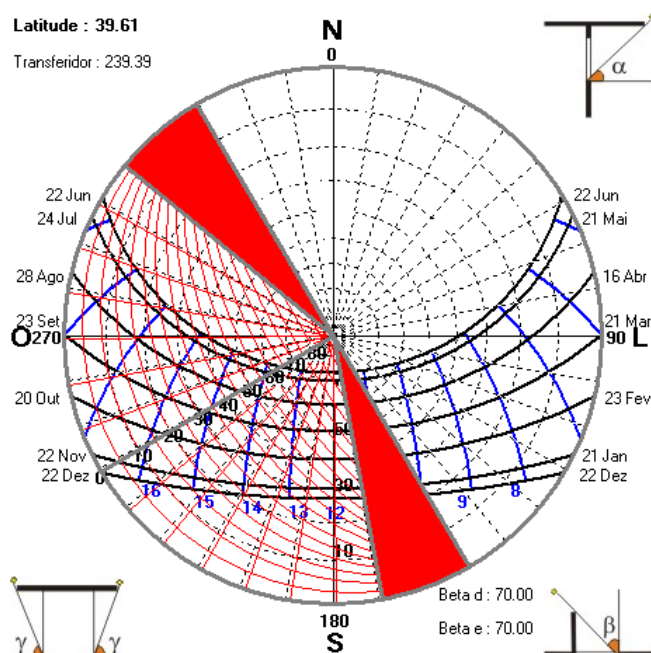 Latitude : 39.61
Transferidor : 239.39
N
0
α
22 Jun
24 Jul
28 Ago
23 Set
O 270
20 Out
22 Nov
22 Dez
22 Jun
21 Mai
16 Abr
21 Mar
90 L
23 Fev
21 Jan
22 Dez
80
70
60
50
40
30
20
10
0
50
30
10
16
15
14
13
12
9
8
180
S
Beta d : 70.00
Beta e : 70.00
γ
γ
β